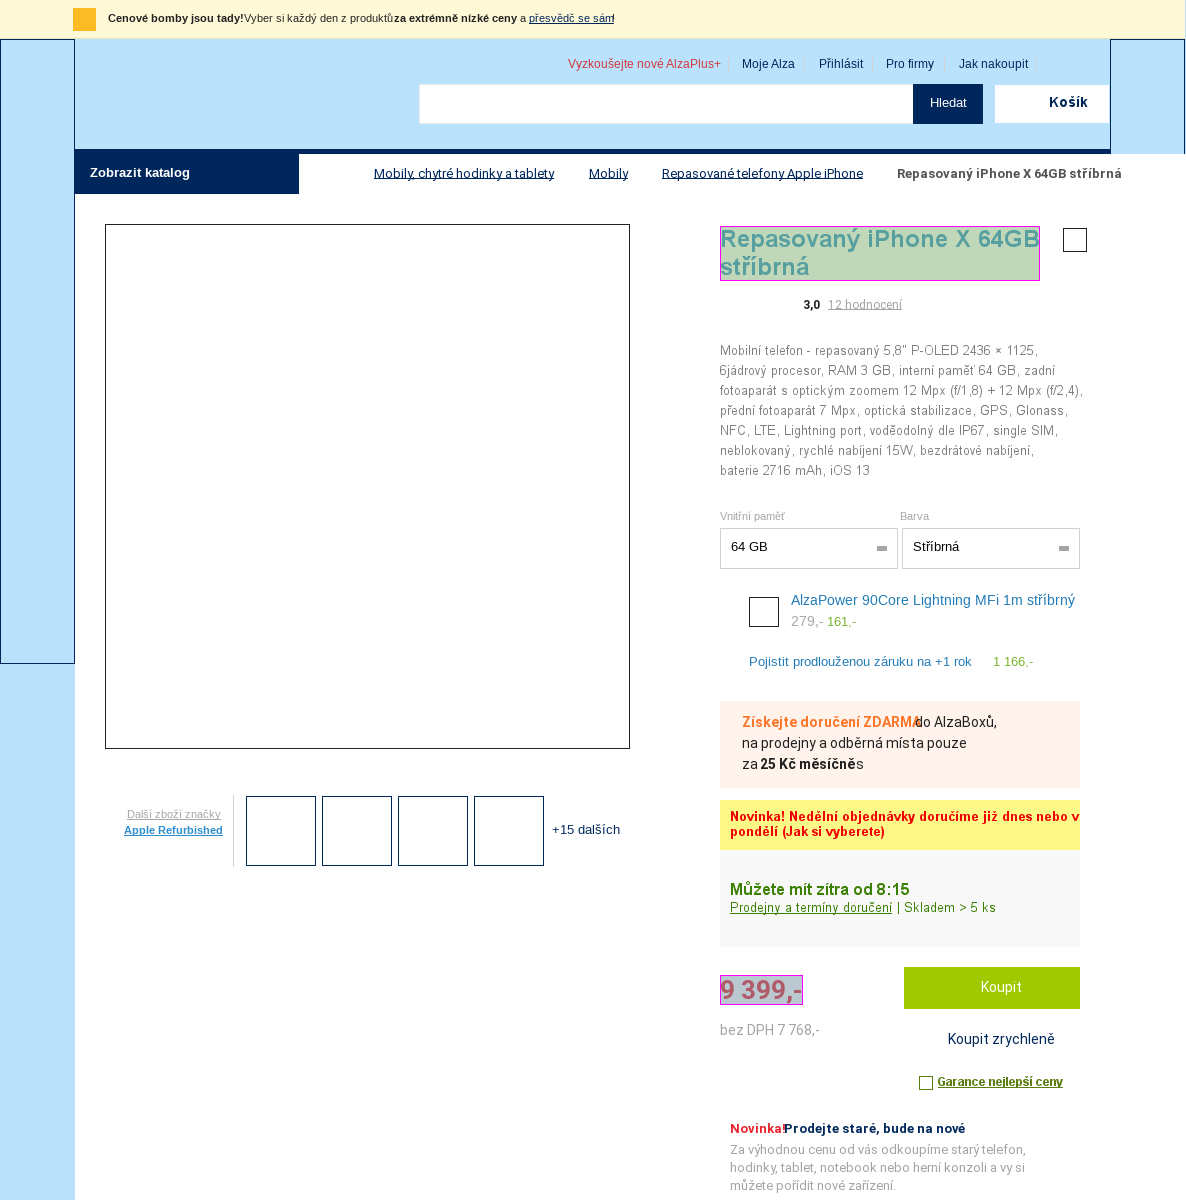 Cenové bomby jsou tady! Vyber si každý den z produktů za extrémně nízké ceny a přesvědč se sám!
Vyzkoušejte nové AlzaPlus+
Moje Alza
Přihlásit
Pro firmy
Jak nakoupit
Hledat
Košík
Zobrazit katalog
Mobily, chytré hodinky a tablety
Mobily
Repasované telefony Apple iPhone
Repasovaný iPhone X 64GB stříbrná
Repasovaný iPhone X 64GB
stříbrná
3,0 12 hodnocení
Mobilní telefon - repasovaný 5,8" P-OLED 2436 × 1125,
6jádrový procesor, RAM 3 GB, interní paměť 64 GB, zadní
fotoaparát s optickým zoomem 12 Mpx (f/1,8) + 12 Mpx (f/2,4),
přední fotoaparát 7 Mpx, optická stabilizace, GPS, Glonass,
NFC, LTE, Lightning port, voděodolný dle IP67, single SIM,
neblokovaný, rychlé nabíjení 15W, bezdrátové nabíjení,
baterie 2716 mAh, iOS 13
Vnitřní paměť
Barva
64 GB
Stříbrná
AlzaPower 90Core Lightning MFi 1m stříbrný
279,- 161,-
Pojistit prodlouženou záruku na +1 rok 1 166,-
Získejte doručení ZDARMA do AlzaBoxů,
na prodejny a odběrná místa pouze
za 25 Kč měsíčně s
Novinka! Nedělní objednávky doručíme již dnes nebo v
pondělí (Jak si vyberete)
Můžete mít zítra od 8:15
Prodejny a termíny doručení | Skladem > 5 ks
Další zboží značky
Apple Refurbished
+15 dalších
9 399,-
Koupit
bez DPH 7 768,-
Koupit zrychleně
Garance nejlepší ceny
Novinka! Prodejte staré, bude na nové
Za výhodnou cenu od vás odkoupíme starý telefon,
hodinky, tablet, notebook nebo herní konzoli a vy si
můžete pořídit nové zařízení.